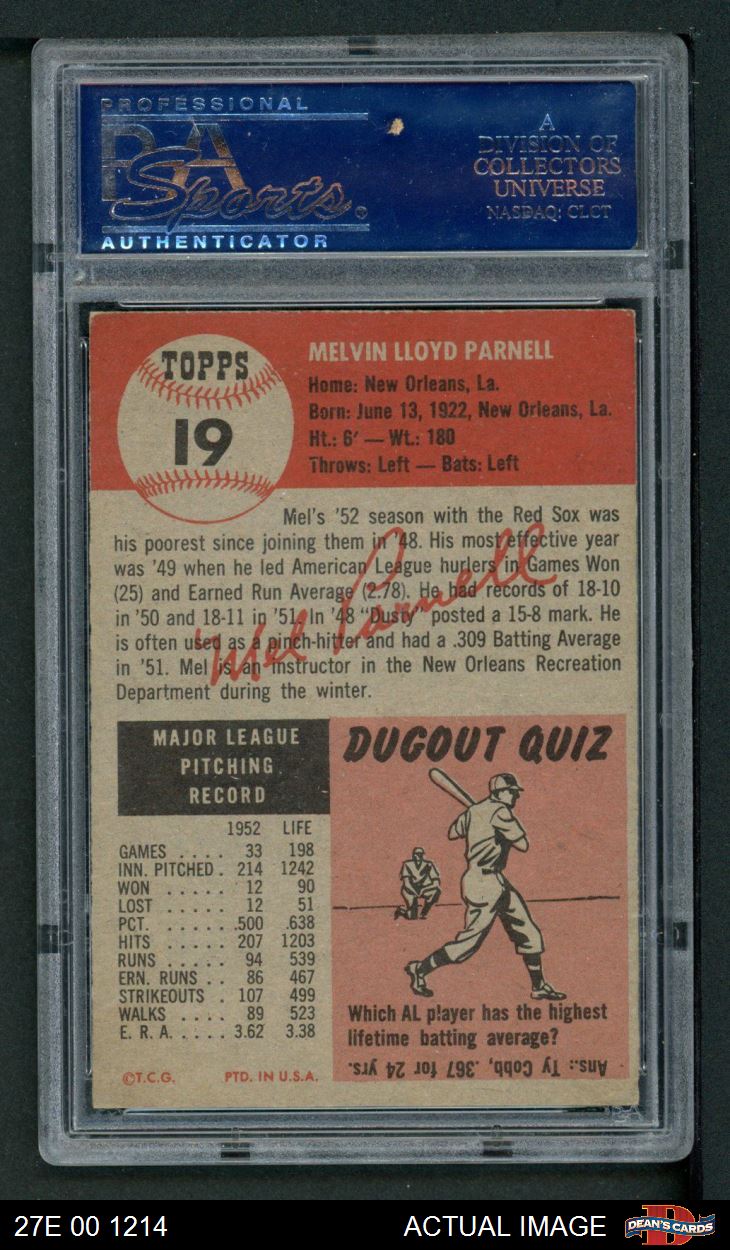 PROFESSIONAL
PSA
Sports.
AUTHENTICATOR
A
DIVISION OF
COLLECTORS
UNIVERSE
NASDAQ: CLCT
TOPPS
19
MELVIN LLOYD PARNELL
Home: New Orleans, La.
Born: June 13, 1922, New Orleans, La.
Ht.: 6' — Wt.: 180
Throws: Left — Bats: Left
Mel's '52 season with the Red Sox was
his poorest since joining them in '48. His most effective year
was '49 when he led American League hurlers in Games Won
(25) and Earned Run Average (2.78). He had records of 18-10
in '50 and 18-11 in '51. In '48 "Dusty" posted a 15-8 mark. He
is often used as a pinch-hitter and had a .309 Batting Average
in '51. Mel is an instructor in the New Orleans Recreation
Department during the winter.
"Mel Parnell
MAJOR LEAGUE
PITCHING
RECORD
1952 LIFE
GAMES .... 33 198
INN. PITCHED. 214 1242
WON ..... 12 90
LOST ..... 12 51
PCT. ...... .500 .638
HITS ..... 207 1203
RUNS ..... 94 539
ERN. RUNS .. 86 467
STRIKEOUTS . 107 499
WALKS .... 89 523
E. R. A. .... 3.62 3.38
©T.C.G. PTD. IN U.S.A.
DUGOUT QUIZ
Which AL player has the highest
lifetime batting average?
Ans.: Ty Cobb, .367 for 24 yrs.
27E 00 1214
ACTUAL IMAGE
D
DEAN'S CARDS